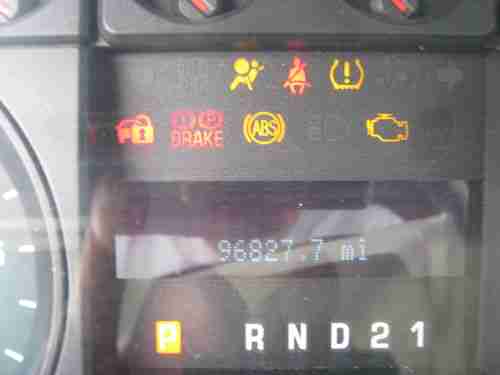 BRAKE ABS
96827.7 mi
P R N D 2 1